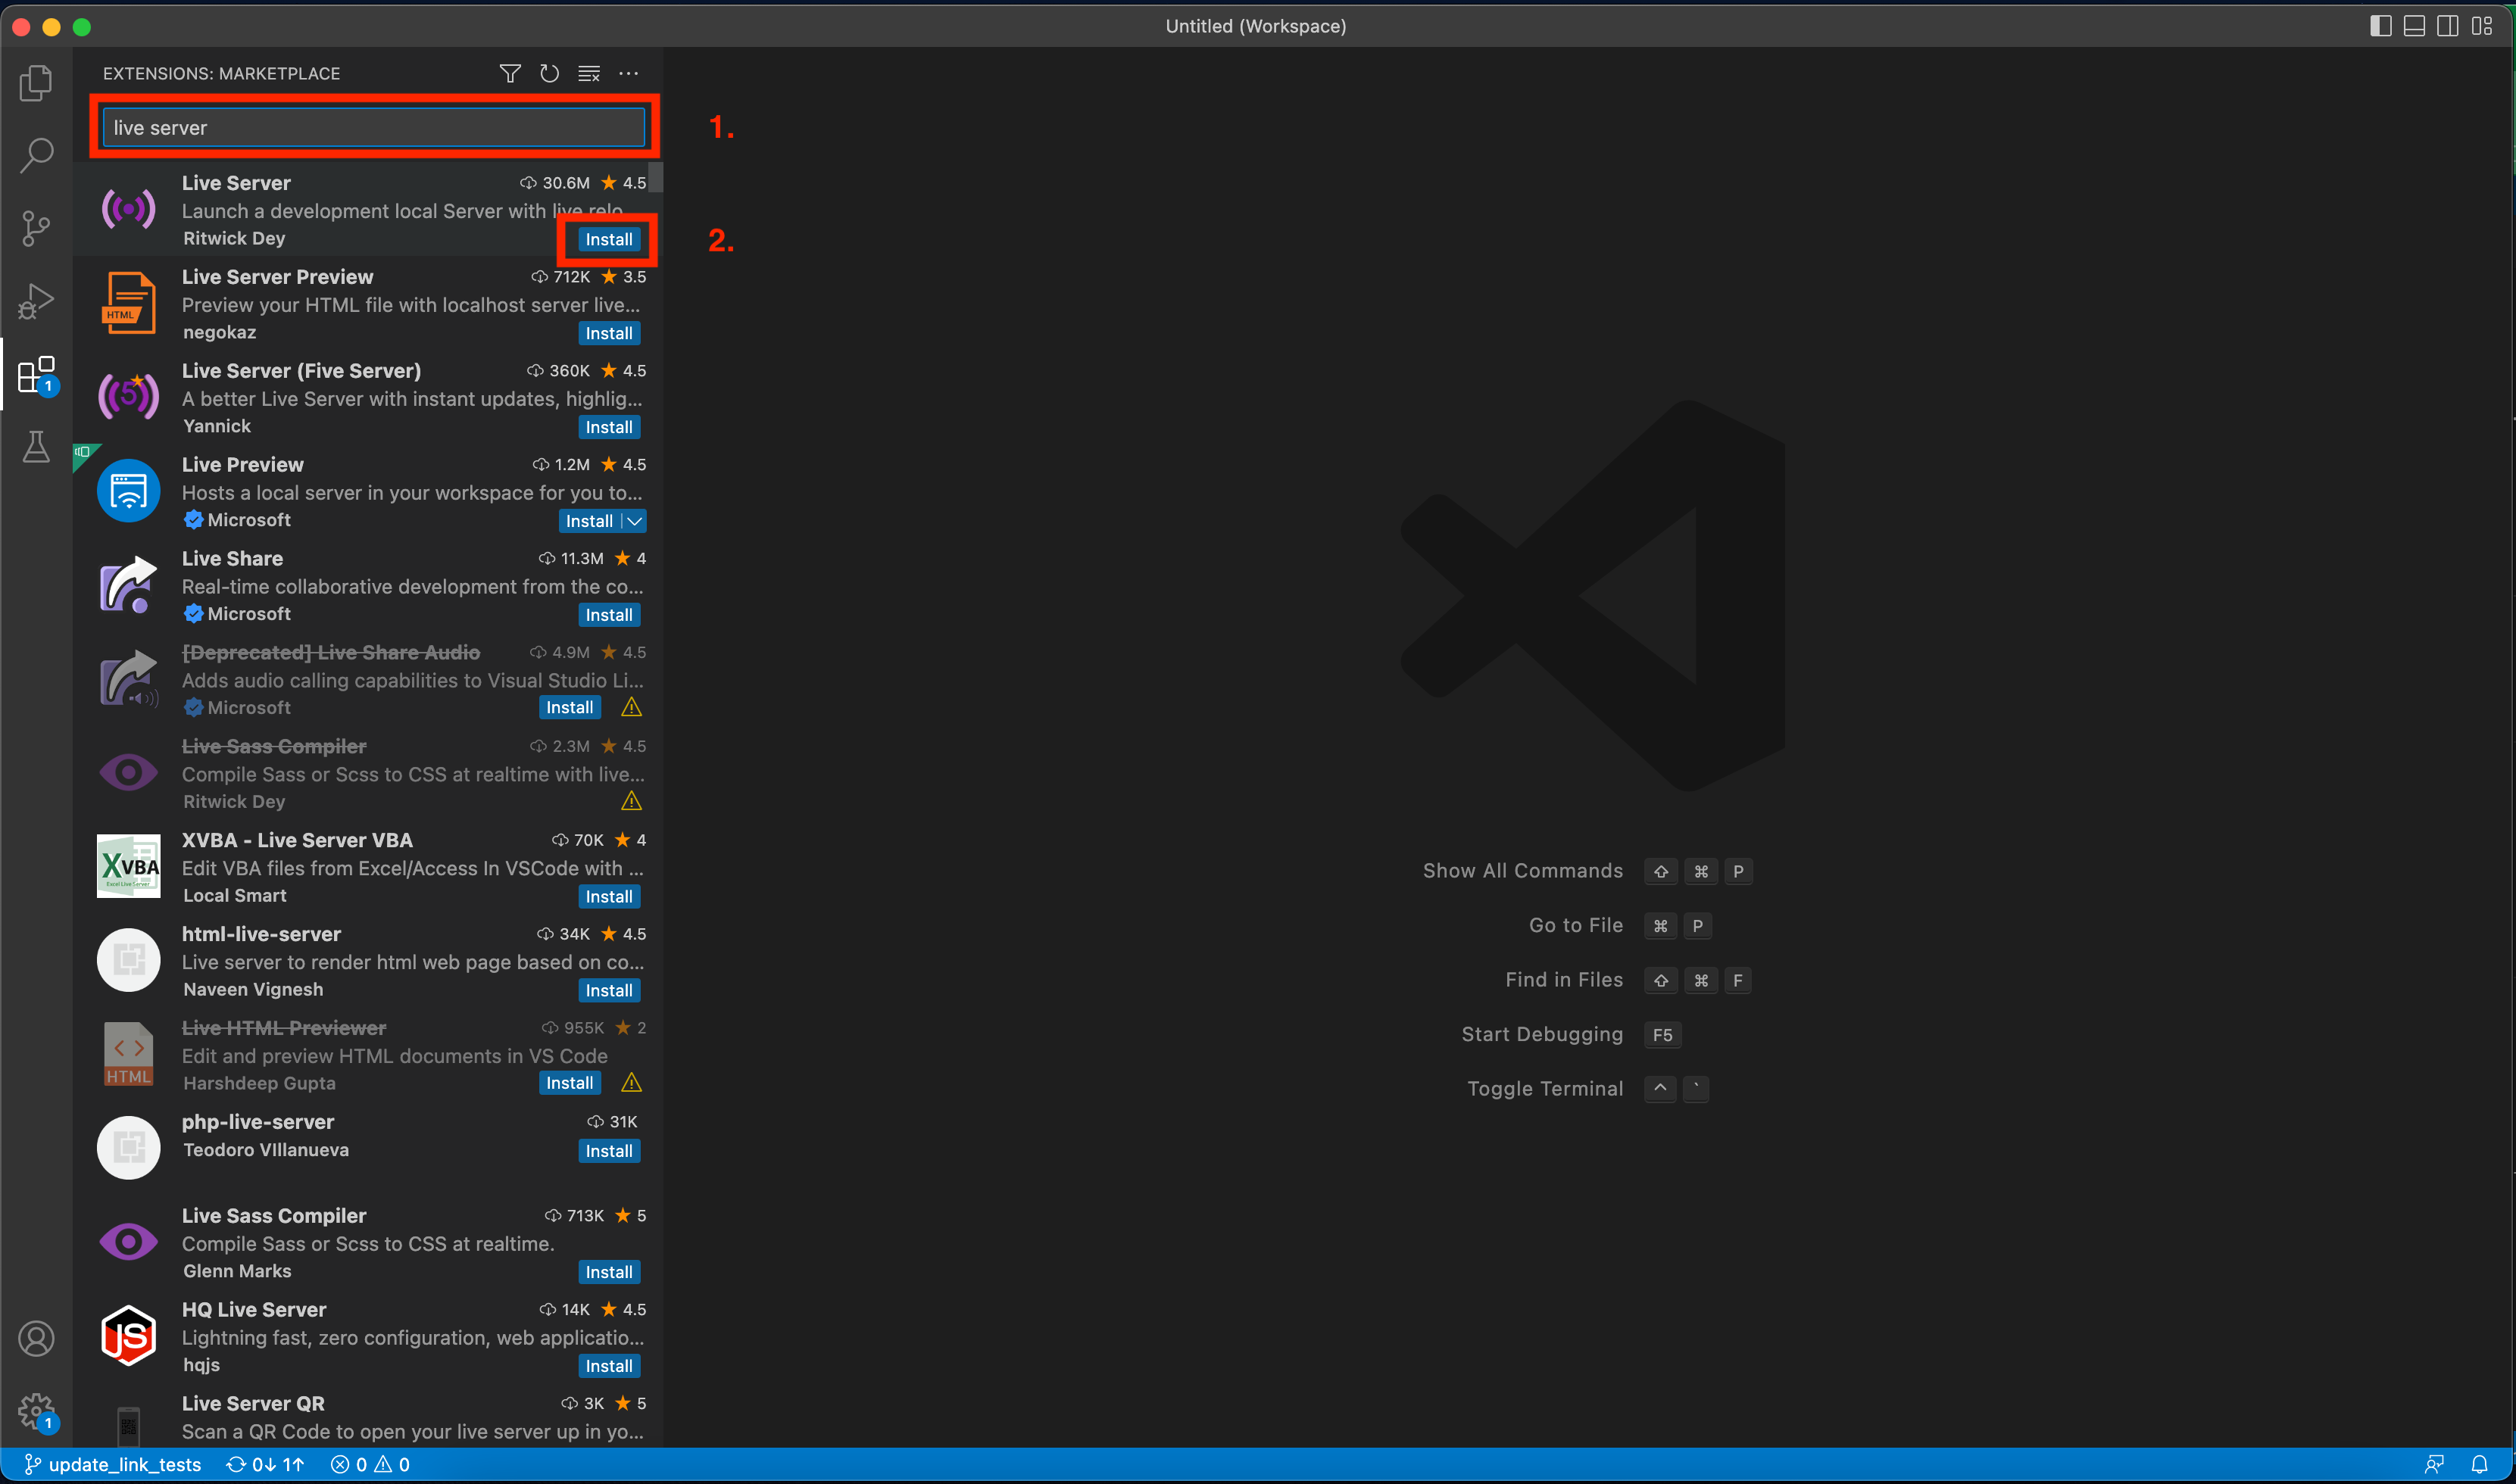 Untitled (Workspace)
EXTENSIONS: MARKETPLACE
live server
1.
Live Server 30.6M ★ 4.5
Launch a development local Server with live relo...
Ritwick Dey Install
2.
Live Server Preview 712K ★ 3.5
Preview your HTML file with localhost server live...
negokaz Install
HTML
Live Server (Five Server) 360K ★ 4.5
A better Live Server with instant updates, highlig...
Yannick Install
5
Live Preview 1.2M ★ 4.5
Hosts a local server in your workspace for you to...
Microsoft Install
Live Share 11.3M ★ 4
Real-time collaborative development from the co...
Microsoft Install
[Deprecated] Live Share Audio 4.9M ★ 4.5
Adds audio calling capabilities to Visual Studio Li...
Microsoft Install
Live Sass Compiler 2.3M ★ 4.5
Compile Sass or Scss to CSS at realtime with live...
Ritwick Dey
XVBA - Live Server VBA 70K ★ 4
Edit VBA files from Excel/Access In VSCode with ...
Local Smart Install
XVBA
Excel Live Server
html-live-server 34K ★ 4.5
Live server to render html web page based on co...
Naveen Vignesh Install
Live HTML Previewer 955K ★ 2
Edit and preview HTML documents in VS Code
Harshdeep Gupta Install
HTML
php-live-server 31K
Teodoro VIllanueva Install
Live Sass Compiler 713K ★ 5
Compile Sass or Scss to CSS at realtime.
Glenn Marks Install
HQ Live Server 14K ★ 4.5
Lightning fast, zero configuration, web applicatio...
hqjs Install
JS
Live Server QR 3K ★ 5
Scan a QR Code to open your live server up in yo...
1
1
Show All Commands ⇧ ⌘ P
Go to File ⌘ P
Find in Files ⇧ ⌘ F
Start Debugging F5
Toggle Terminal ^ `
update_link_tests 0↓ 1↑ 0 0